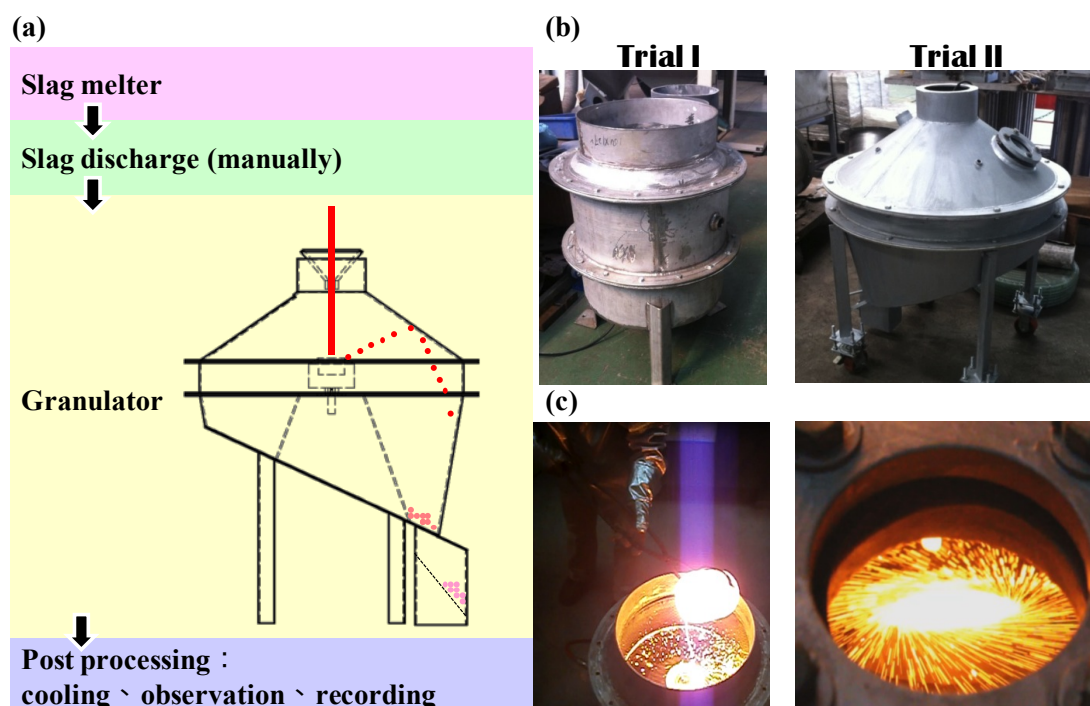 (a)
Slag melter
Slag discharge (manually)
Granulator
Post processing：
cooling、observation、recording
(b)
Trial I
Trial II
(c)